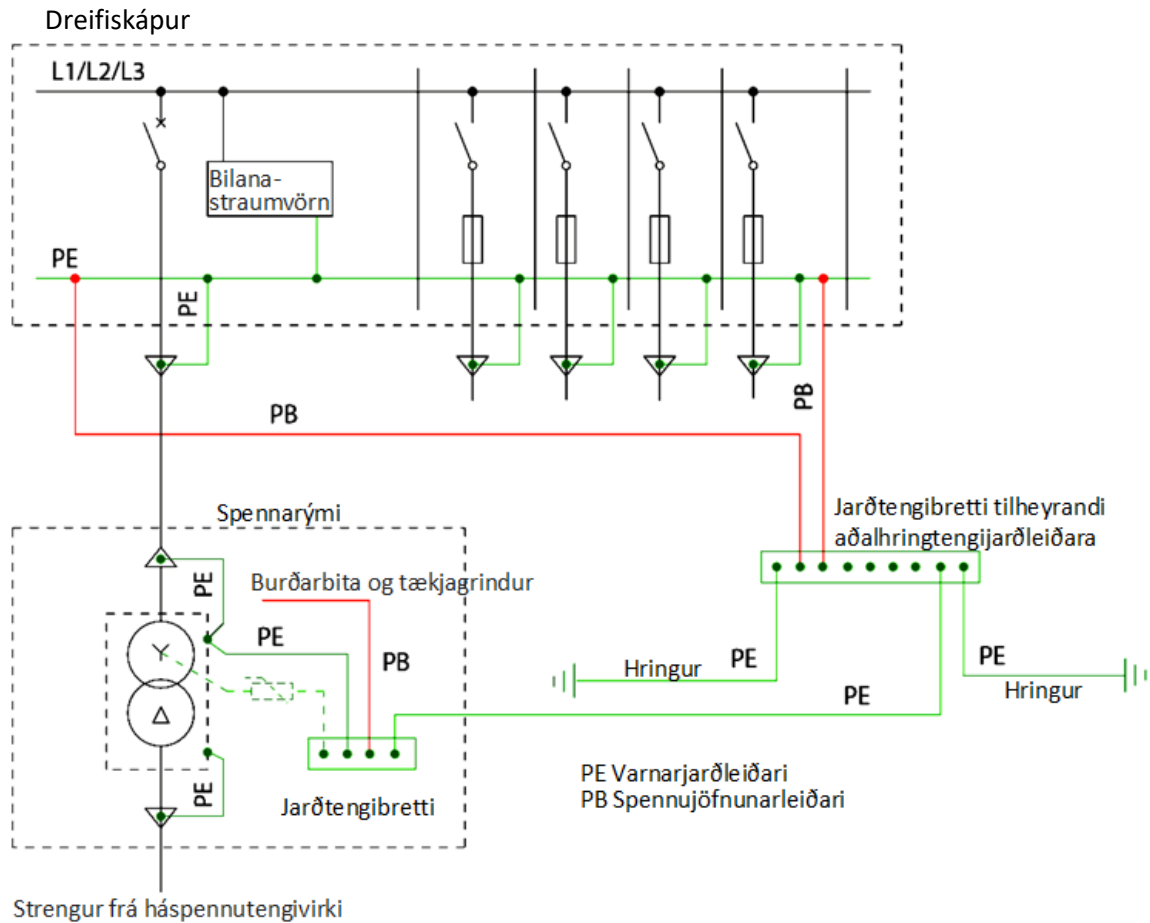 Dreifiskápur
L1/L2/L3
Bilana-
straumvörn
PE
PE
PB
PB
Spennarými
Jarðtengibretti tilheyrandi
aðalhringtengijarðleiðara
Burðarbita og tækjagrindur
PE
PE
PB
PE
PE
Hringur
Hringur
PE
PE
Jarðtengibretti
PE Varnarjarðleiðari
PB Spennujöfnunarleiðari
Strengur frá háspennutengivirki